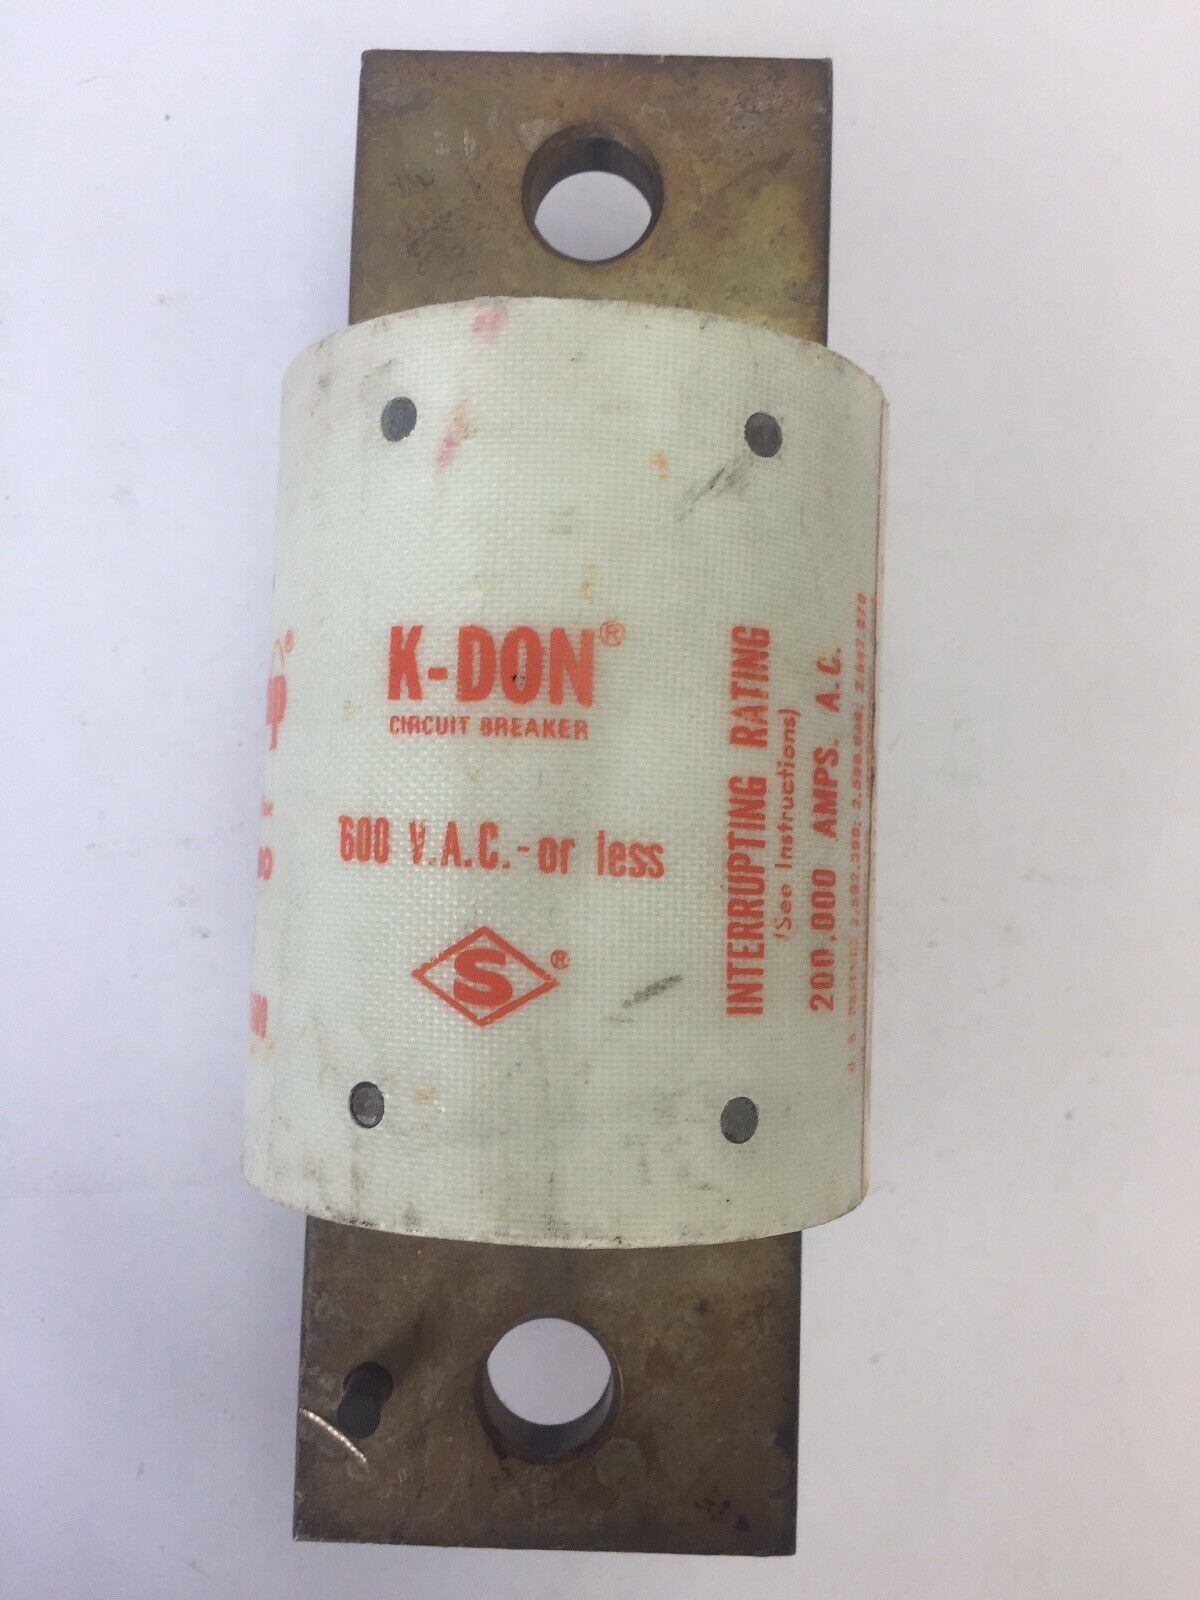 K-DON®
CIRCUIT BREAKER
600 V.A.C.-or less
S®
INTERRUPTING RATING
(See Instructions)
200,000 AMPS. A.C.
®